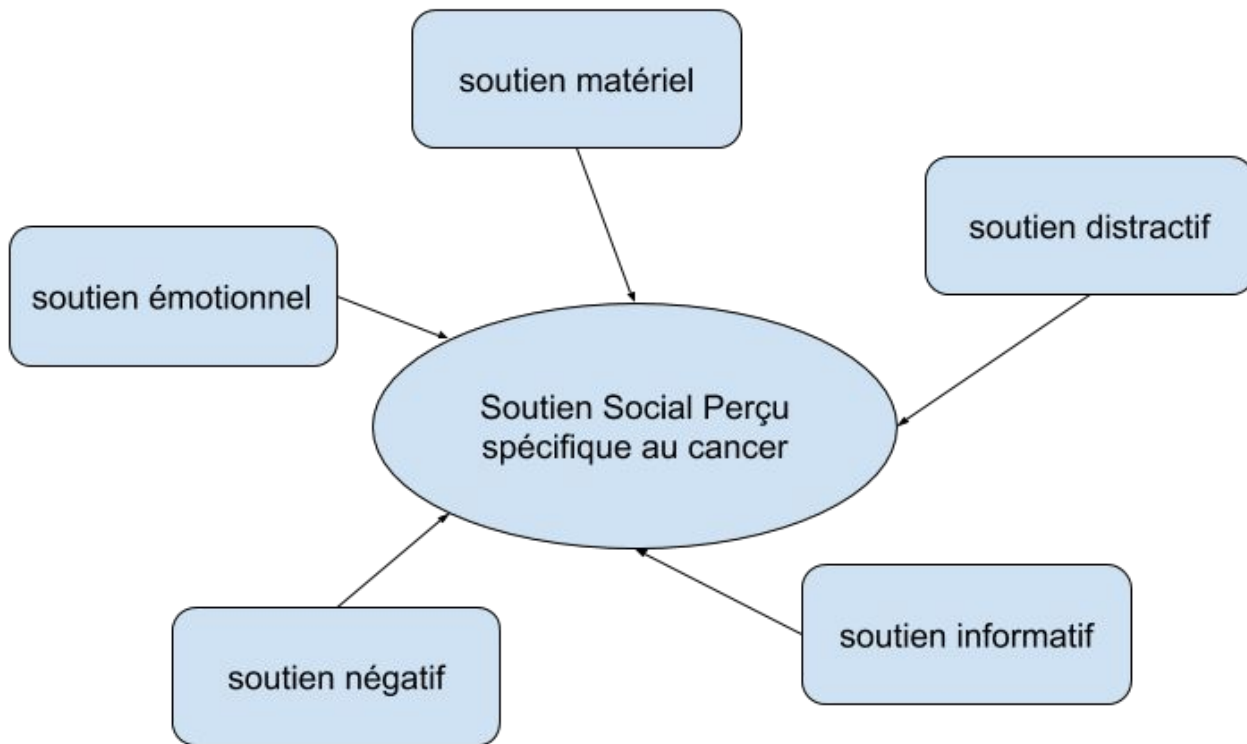 soutien matériel
soutien distractif
soutien émotionnel
Soutien Social Perçu
spécifique au cancer
soutien informatif
soutien négatif